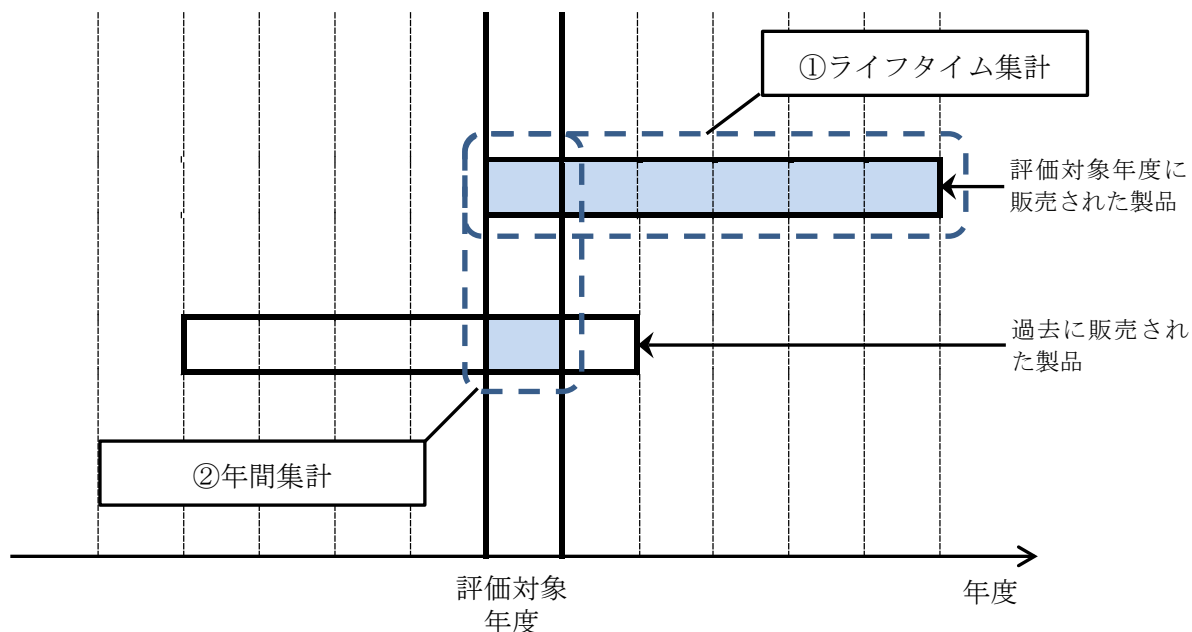 ①ライフタイム集計
評価対象年度に
販売された製品
過去に販売され
た製品
②年間集計
評価対象
年度
年度